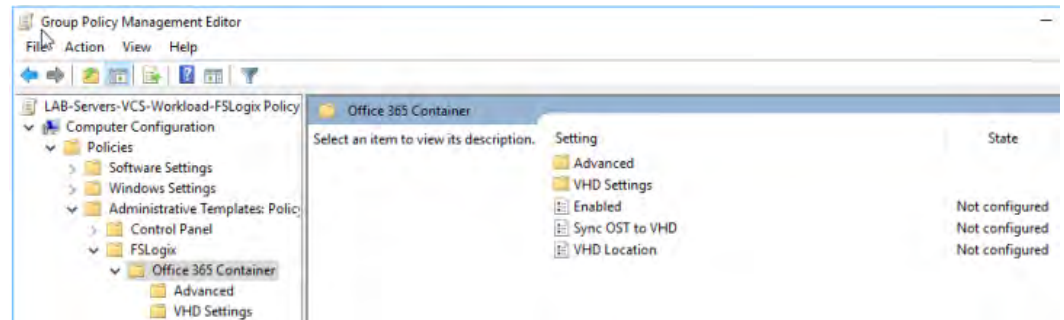 Group Policy Management Editor
File Action View Help
LAB-Servers-VCS-Workload-FSLogix Policy
Computer Configuration
Policies
Software Settings
Windows Settings
Administrative Templates: Polic
Control Panel
FSLogix
Office 365 Container
Advanced
VHD Settings
Office 365 Container
Select an item to view its description.
Setting State
Advanced
VHD Settings
Enabled Not configured
Sync OST to VHD Not configured
VHD Location Not configured